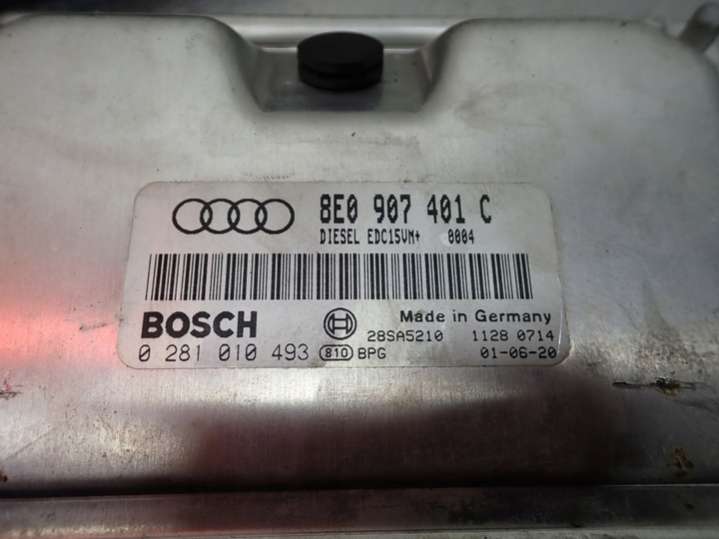 8E0 907 401 C
DIESEL EDC15VM+ 0004
BOSCH
Made in Germany
28SA5210 1128 0714
0 281 010 493 810 BPG 01-06-20